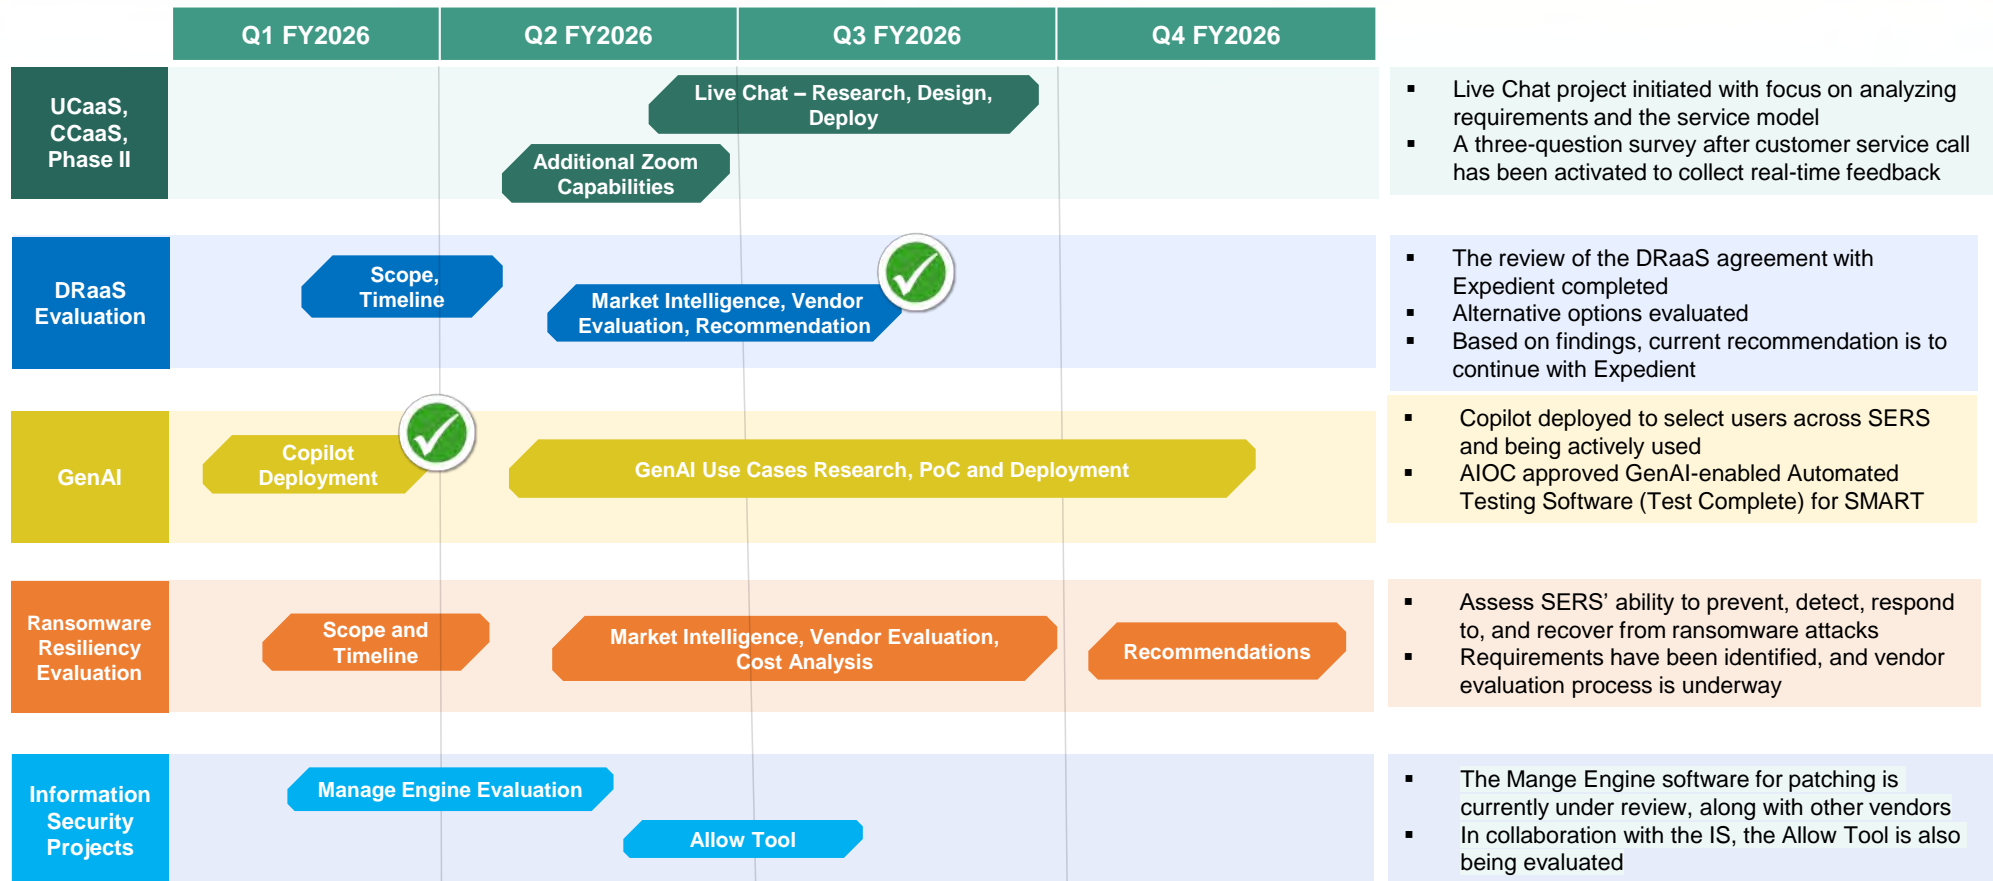 Q1 FY2026
Q2 FY2026
Q3 FY2026
Q4 FY2026
UCaaS,
CCaaS,
Phase II
Live Chat – Research, Design,
Deploy
Additional Zoom
Capabilities
▪ Live Chat project initiated with focus on analyzing
requirements and the service model
▪ A three-question survey after customer service call
has been activated to collect real-time feedback
DRaaS
Evaluation
Scope,
Timeline
Market Intelligence, Vendor
Evaluation, Recommendation
▪ The review of the DRaaS agreement with
Expedient completed
▪ Alternative options evaluated
▪ Based on findings, current recommendation is to
continue with Expedient
GenAI
Copilot
Deployment
GenAI Use Cases Research, PoC and Deployment
▪ Copilot deployed to select users across SERS
and being actively used
▪ AIOC approved GenAI-enabled Automated
Testing Software (Test Complete) for SMART
Ransomware
Resiliency
Evaluation
Scope and
Timeline
Market Intelligence, Vendor Evaluation,
Cost Analysis
Recommendations
▪ Assess SERS’ ability to prevent, detect, respond
to, and recover from ransomware attacks
▪ Requirements have been identified, and vendor
evaluation process is underway
Information
Security
Projects
Manage Engine Evaluation
Allow Tool
▪ The Mange Engine software for patching is
currently under review, along with other vendors
▪ In collaboration with the IS, the Allow Tool is also
being evaluated